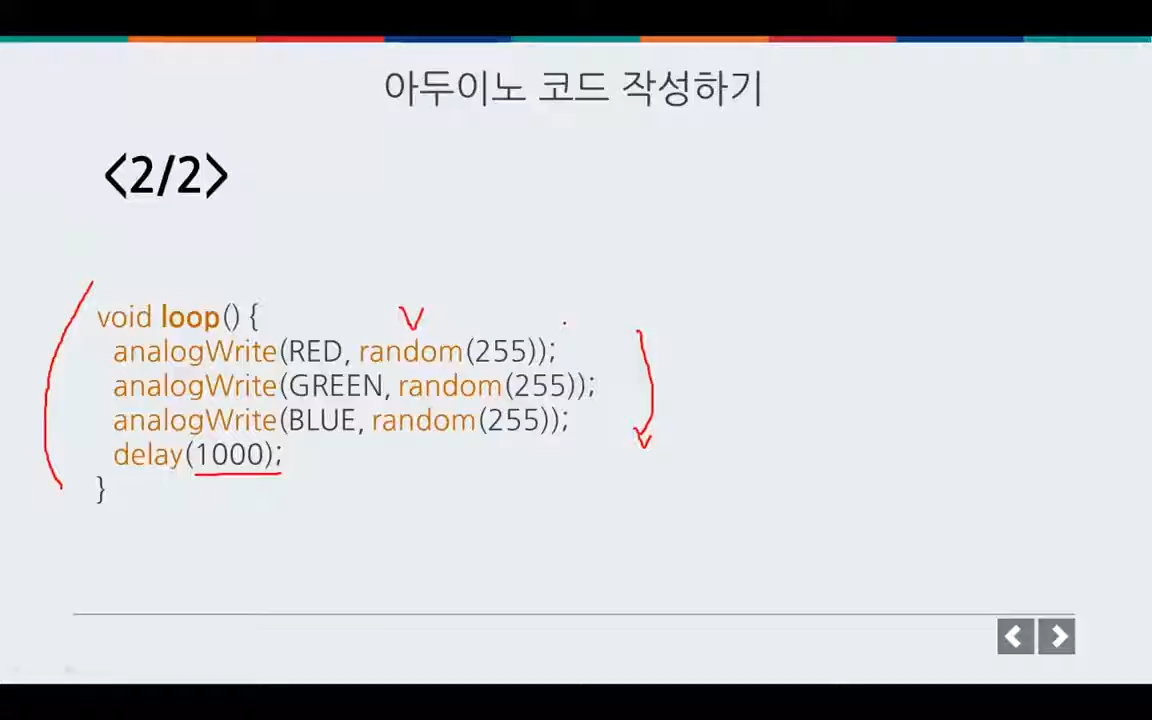 아두이노 코드 작성하기
<2/2>
void loop() {
analogWrite(RED, random(255));
analogWrite(GREEN, random(255));
analogWrite(BLUE, random(255));
delay(1000);
}